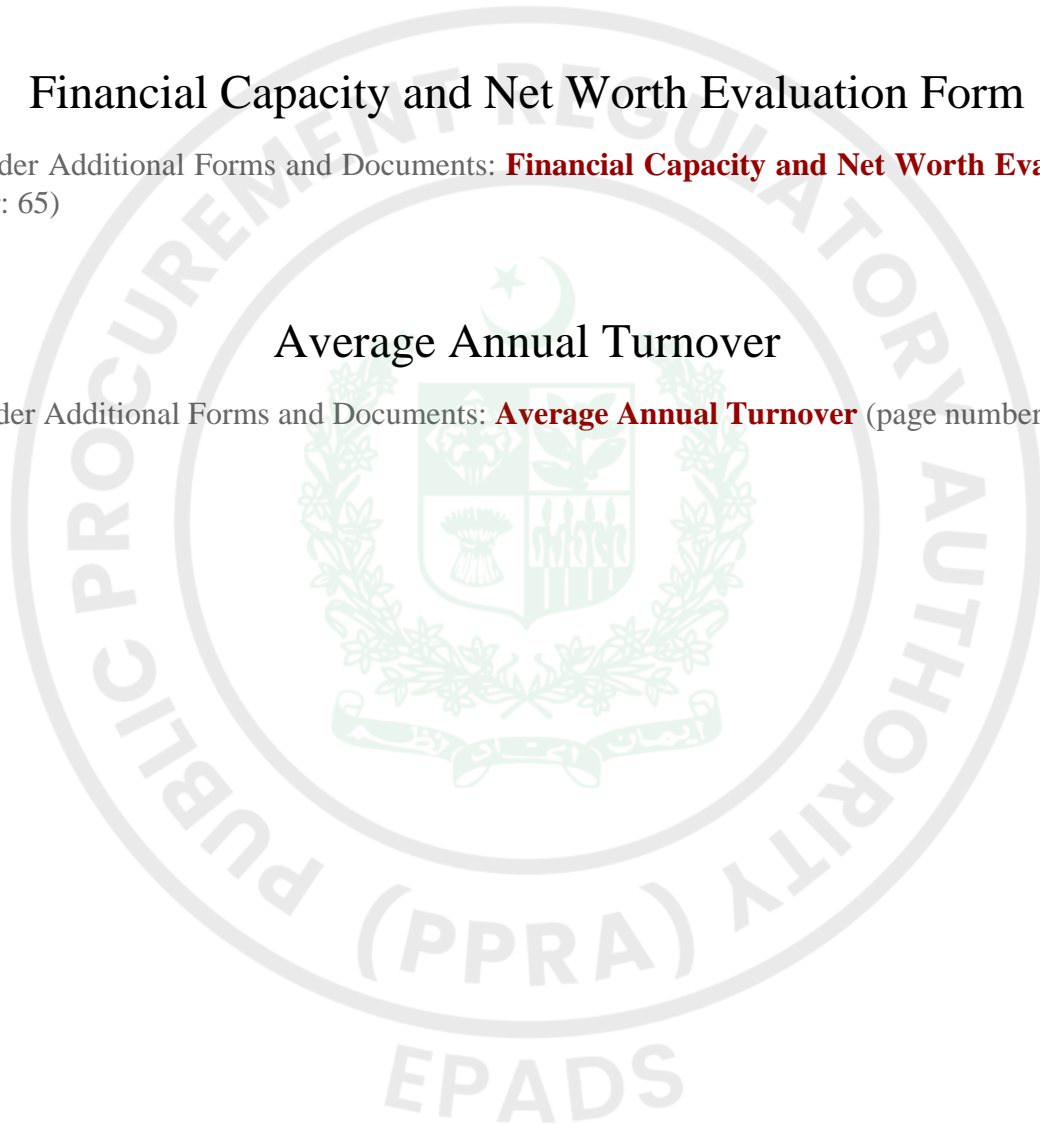 Financial Capacity and Net Worth Evaluation Form
der Additional Forms and Documents: Financial Capacity and Net Worth Eva
: 65)
Average Annual Turnover
der Additional Forms and Documents: Average Annual Turnover (page number
PUBLIC PROCUREMENT REGULATORY AUTHORITY
(PPRA)
EPADS